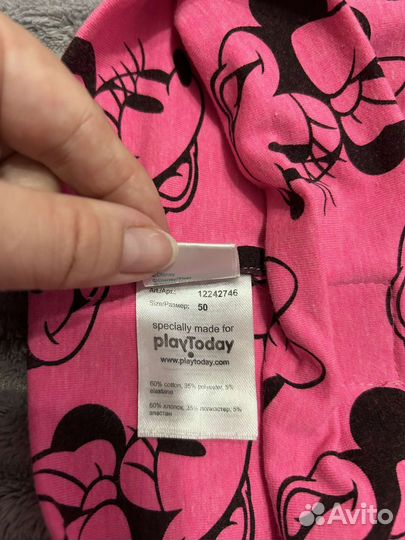 ©Disney
Art./Арт.: 12242746
Size/Размер: 50
specially made for
playToday
www.playtoday.com
60% cotton, 35% polyester, 5%
elastane
60% хлопок, 35% полиэстер, 5%
эластан
Avito